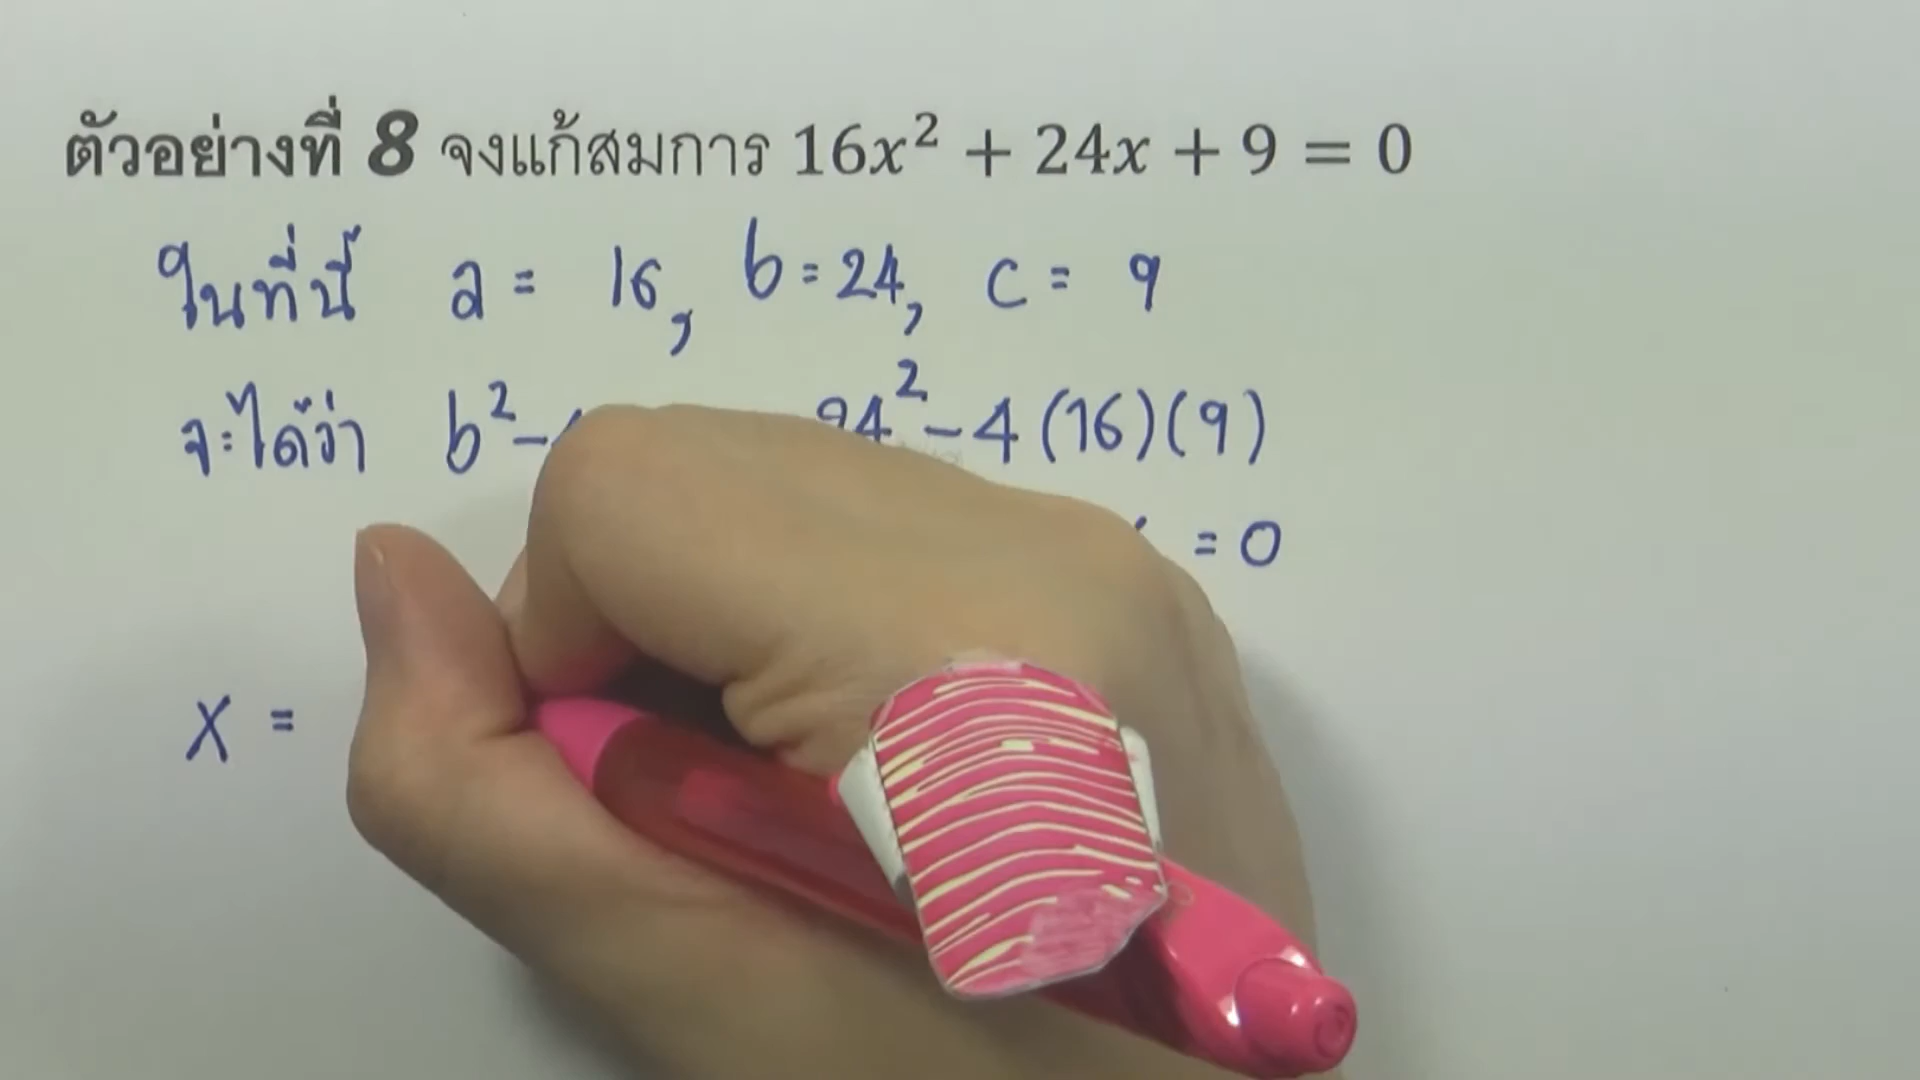 ตัวอย่างที่ 8 จงแก้สมการ 16x² + 24x + 9 = 0
ในที่นี้ a = 16, b = 24, c = 9
จะได้ว่า b² - 24² - 4(16)(9)
= 0
x =